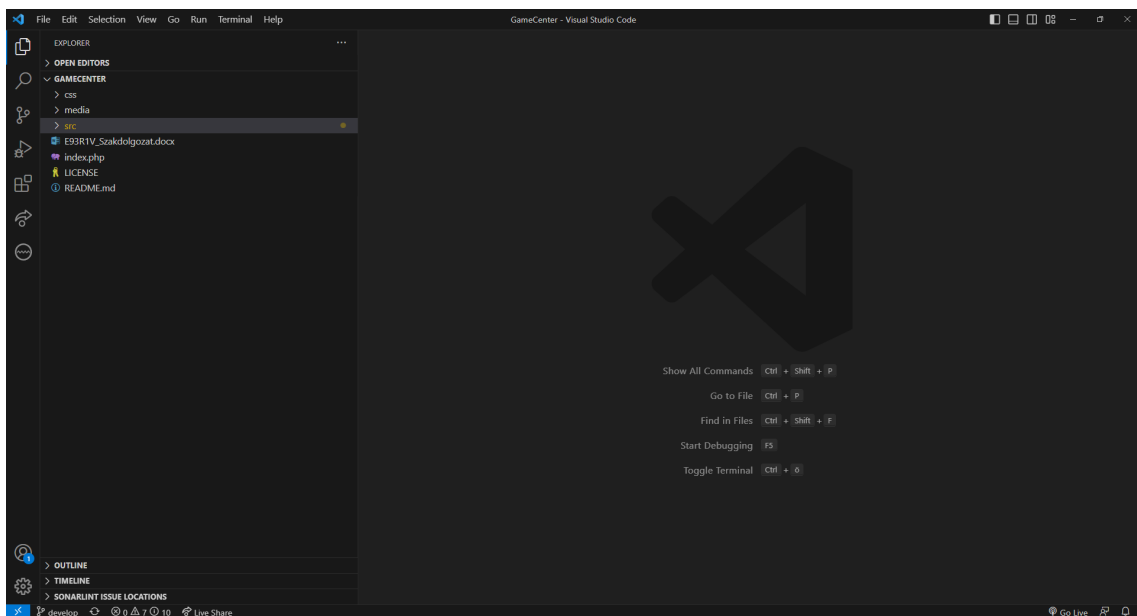 File Edit Selection View Go Run Terminal Help
GameCenter - Visual Studio Code
EXPLORER
OPEN EDITORS
GAMECENTER
css
media
src
E93R1V_Szakdolgozat.docx
index.php
LICENSE
README.md
Show All Commands Ctrl + Shift + P
Go to File Ctrl + P
Find in Files Ctrl + Shift + F
Start Debugging F5
Toggle Terminal Ctrl + ö
1
OUTLINE
TIMELINE
SONARLINT ISSUE LOCATIONS
develop 0 7 10 Live Share Go Live